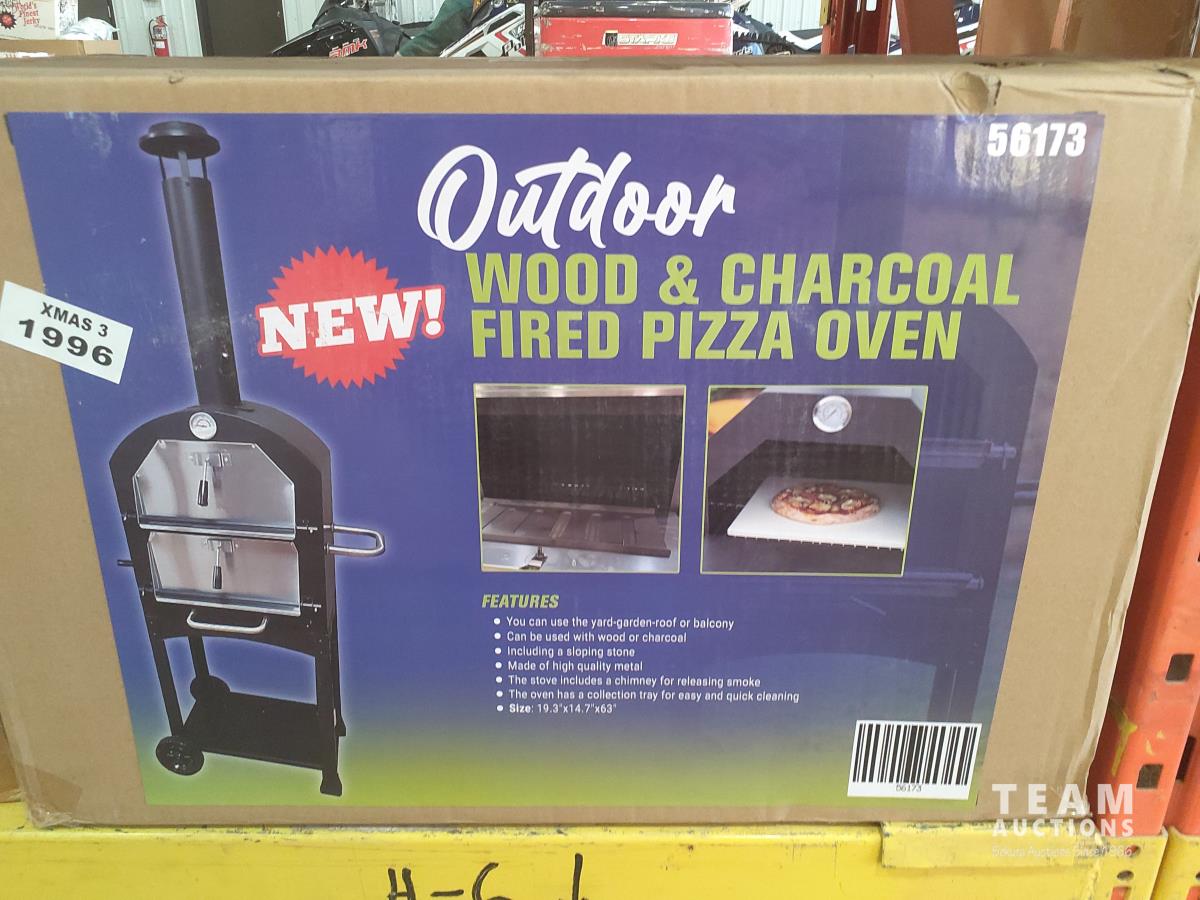 56173
Outdoor
WOOD & CHARCOAL
FIRED PIZZA OVEN
NEW!
XMAS 3
1996
FEATURES
• You can use the yard-garden-roof or balcony
• Can be used with wood or charcoal
• Including a sloping stone
• Made of high quality metal
• The stove includes a chimney for releasing smoke
• The oven has a collection tray for easy and quick cleaning
• Size: 19.3"x14.7"x63"
56173
TEAM
AUCTIONS
Since 1986